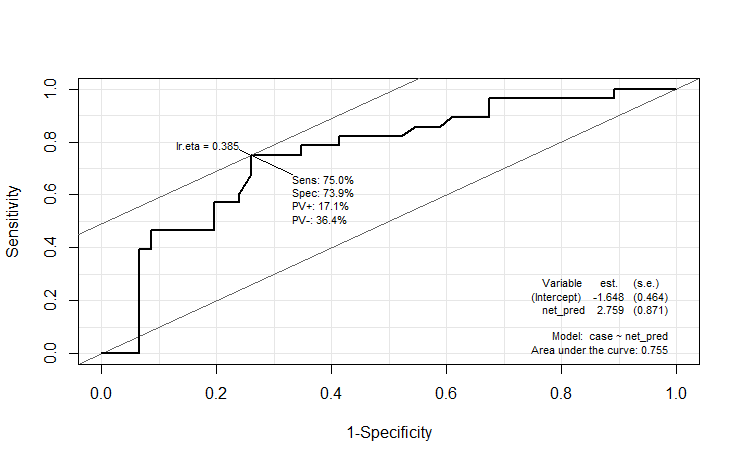 lr.eta = 0.385
Sens: 75.0%
Spec: 73.9%
PV+: 17.1%
PV-: 36.4%
Variable est. (s.e.)
(Intercept) -1.648 (0.464)
net_pred 2.759 (0.871)
Model: case ~ net_pred
Area under the curve: 0.755
Sensitivity
0.0 0.2 0.4 0.6 0.8 1.0
0.0 0.2 0.4 0.6 0.8 1.0
1-Specificity